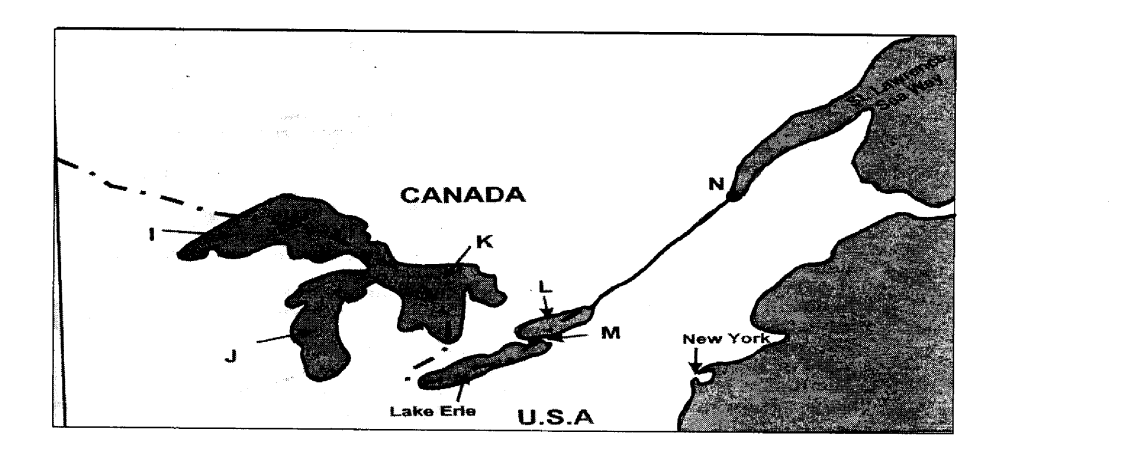 St. Lawrence
Sea Way
N
CANADA
I
K
L
M
J
New York
Lake Erie
U.S.A